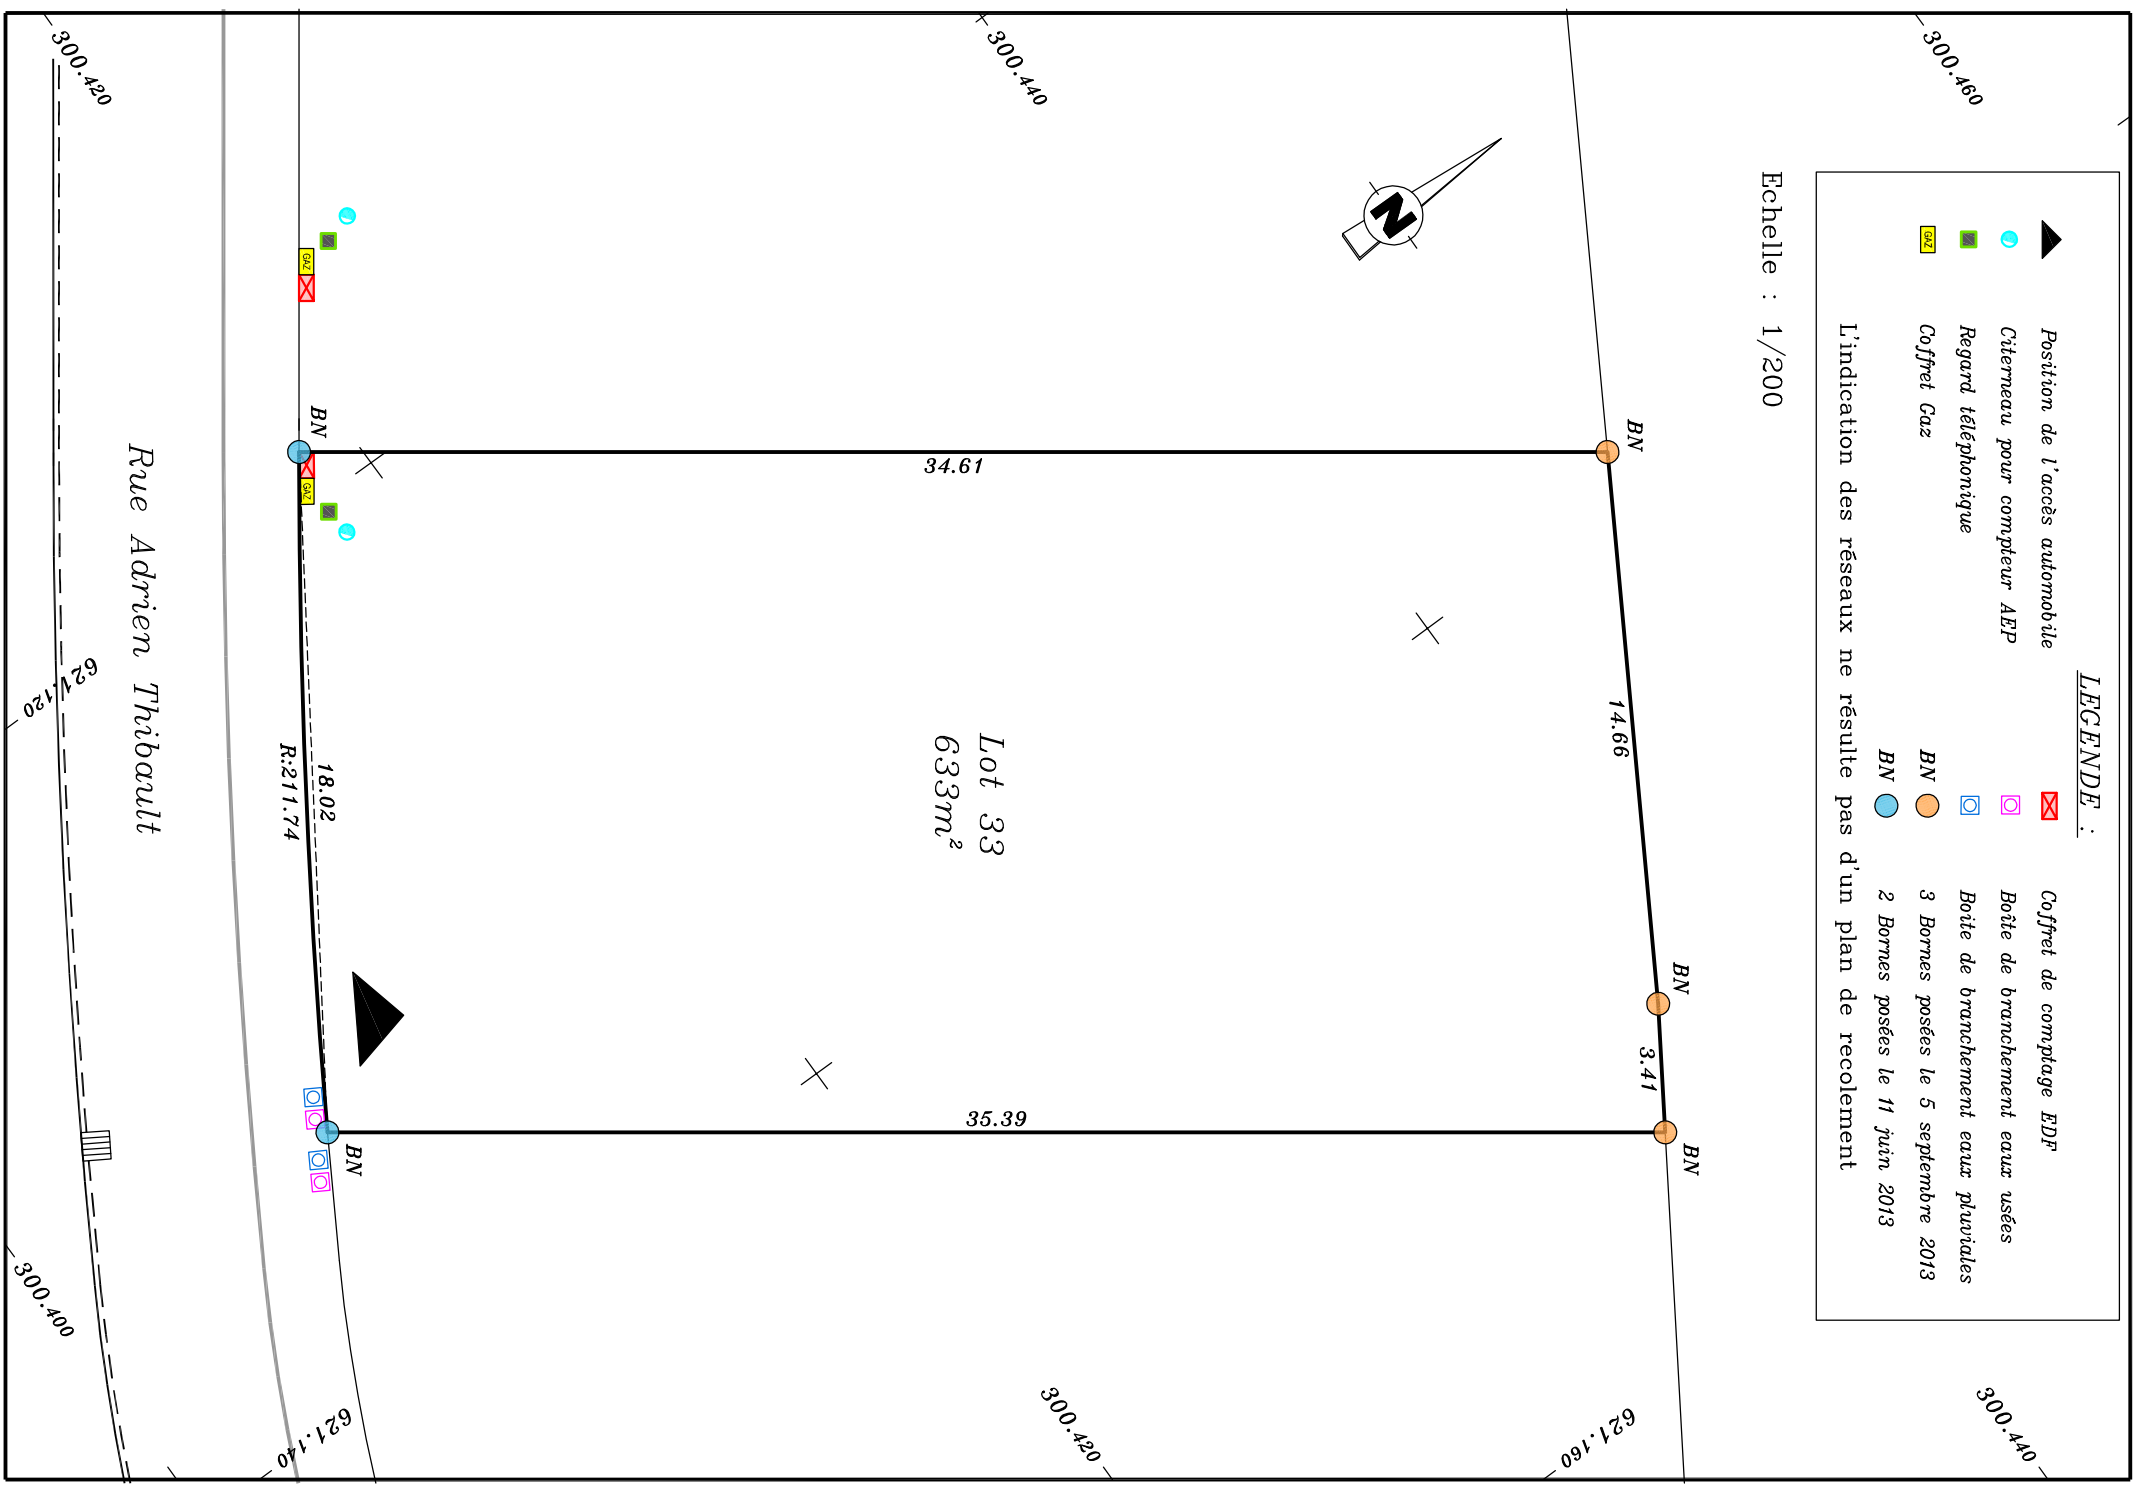 LEGENDE :
Position de l'accès automobile
Coffret de comptage EDF
Citerneau pour compteur AEP
Boîte de branchement eaux usées
Regard téléphonique
Boite de branchement eaux pluviales
GAZ Coffret Gaz
BN 3 Bornes posées le 5 septembre 2013
BN 2 Bornes posées le 11 juin 2013
L'indication des réseaux ne résulte pas d'un plan de recolement
Echelle : 1/200
N
300.460
300.440
300.420
300.440
621.160
300.420
621.140
300.400
621.120
BN
BN
BN
14.66
3.41
34.61
35.39
Lot 33
633m²
BN
BN
GAZ
GAZ
18.02
R:211.74
Rue Adrien Thibault